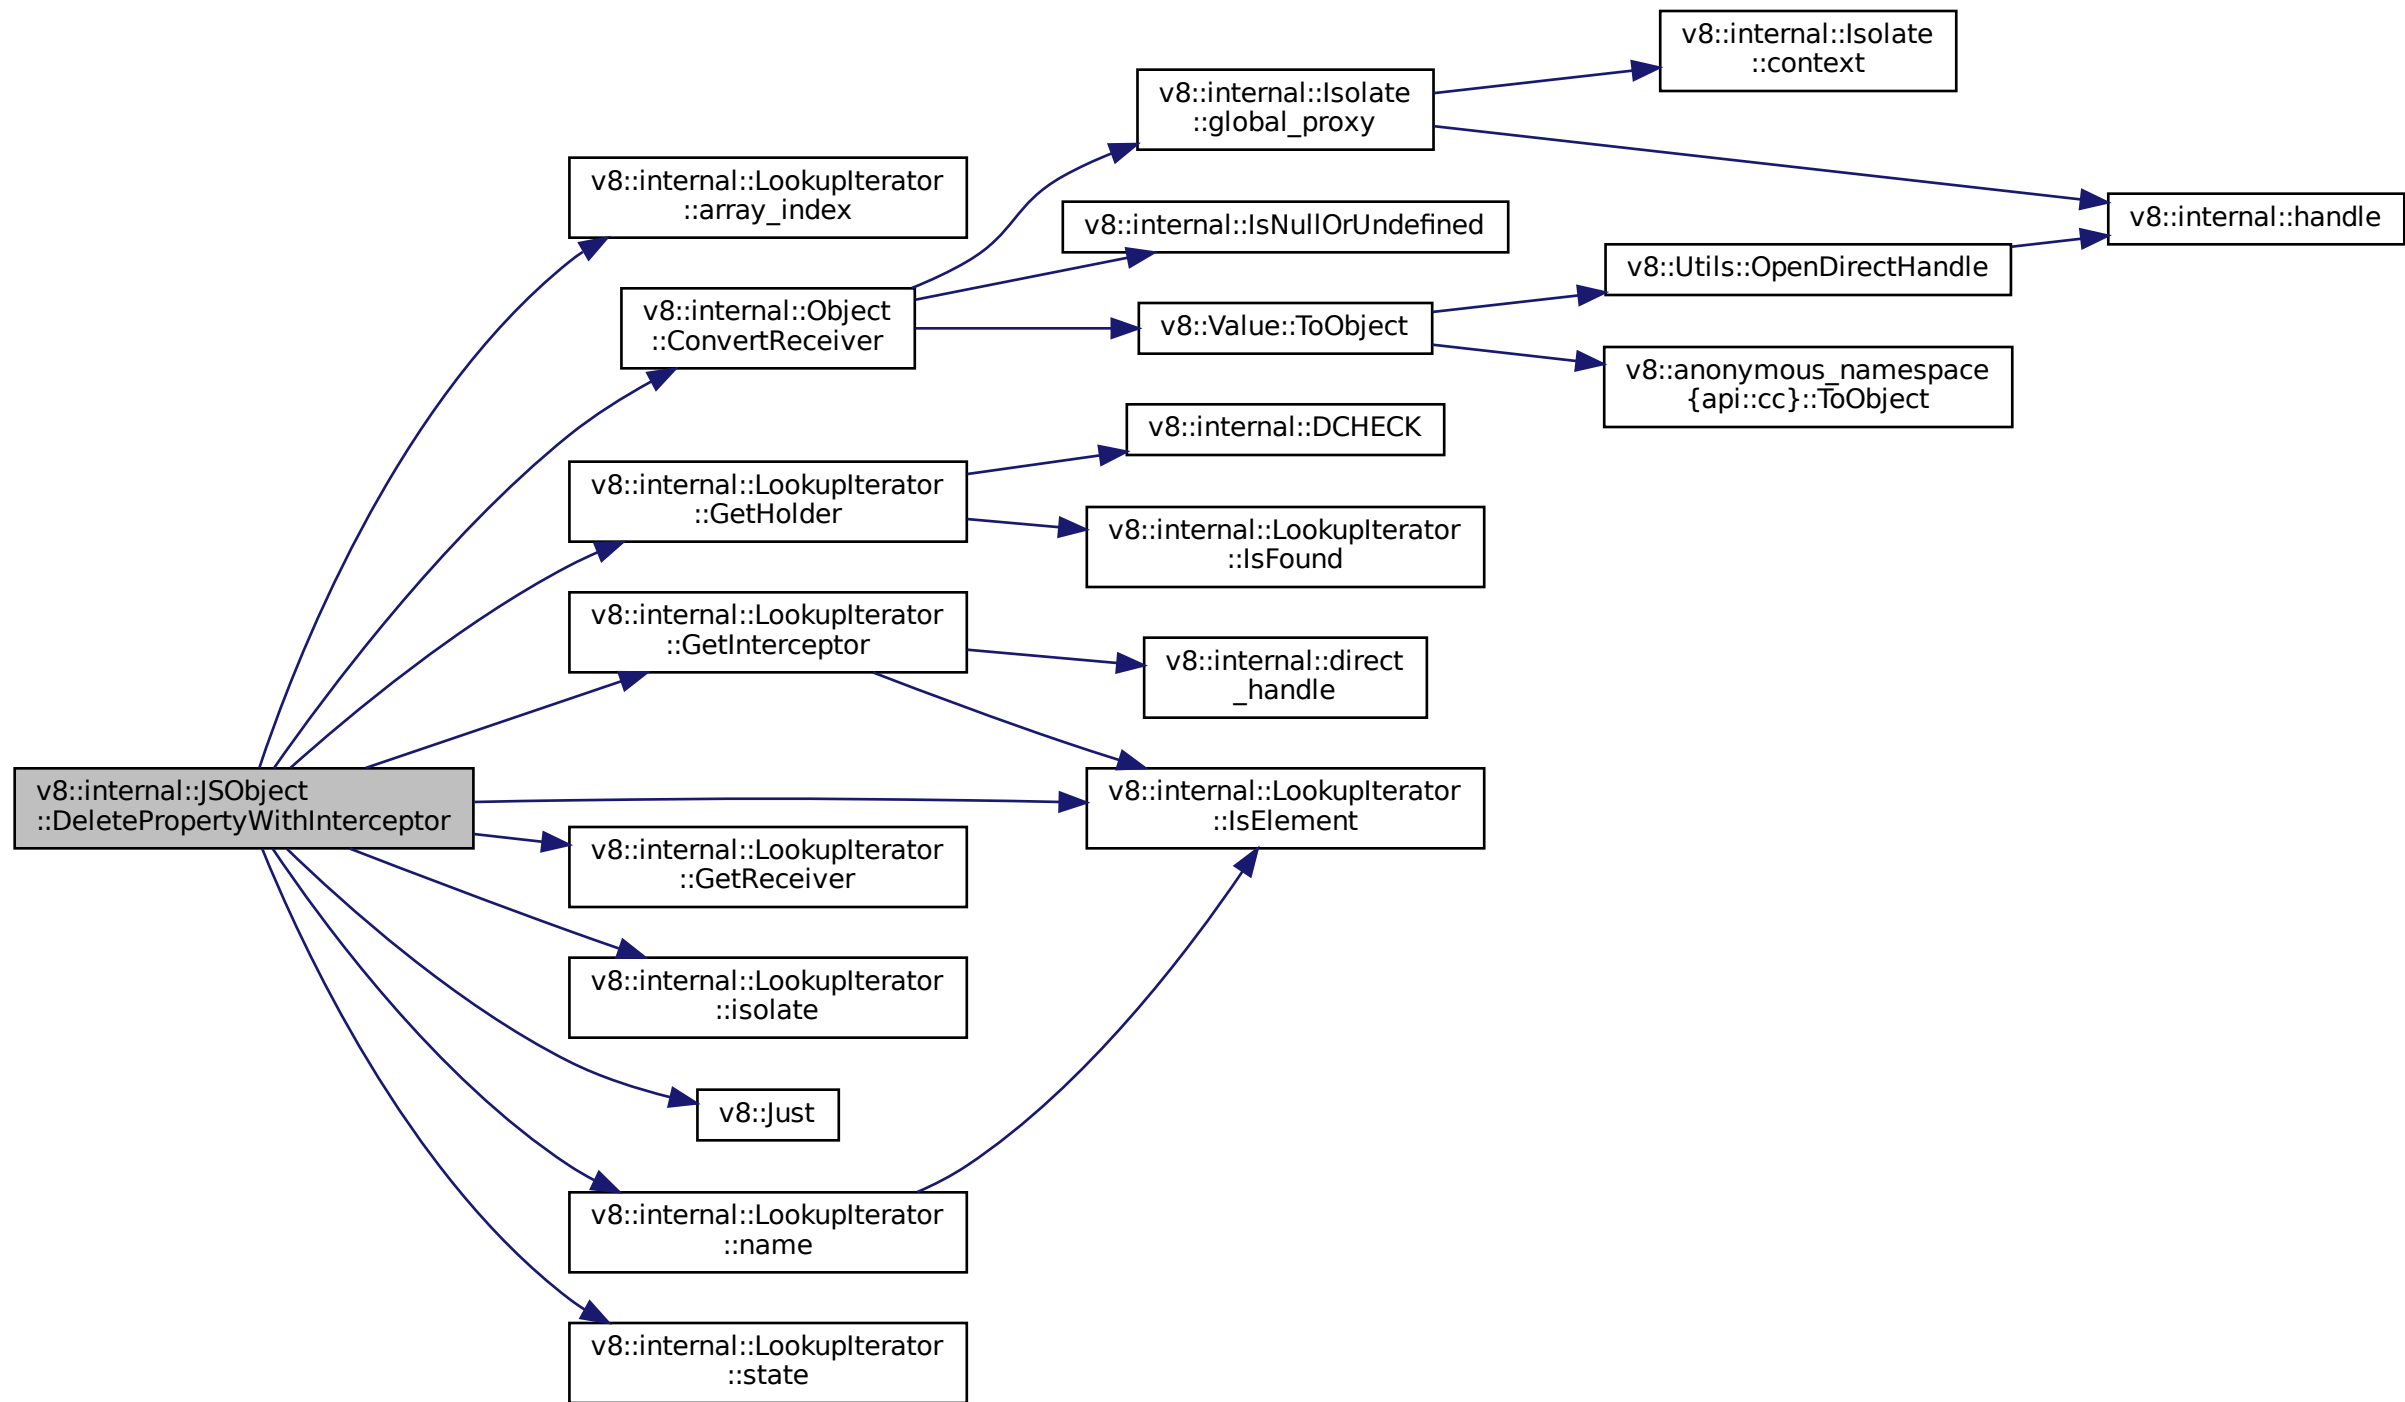 v8::internal::JSObject
::DeletePropertyWithInterceptor
v8::internal::LookupIterator
::array_index
v8::internal::Object
::ConvertReceiver
v8::internal::LookupIterator
::GetHolder
v8::internal::LookupIterator
::GetInterceptor
v8::internal::LookupIterator
::GetReceiver
v8::internal::LookupIterator
::isolate
v8::Just
v8::internal::LookupIterator
::name
v8::internal::LookupIterator
::state
v8::internal::Isolate
::global_proxy
v8::internal::IsNullOrUndefined
v8::Value::ToObject
v8::internal::DCHECK
v8::internal::LookupIterator
::IsFound
v8::internal::direct
_handle
v8::internal::LookupIterator
::IsElement
v8::internal::Isolate
::context
v8::Utils::OpenDirectHandle
v8::anonymous_namespace
{api::cc}::ToObject
v8::internal::handle